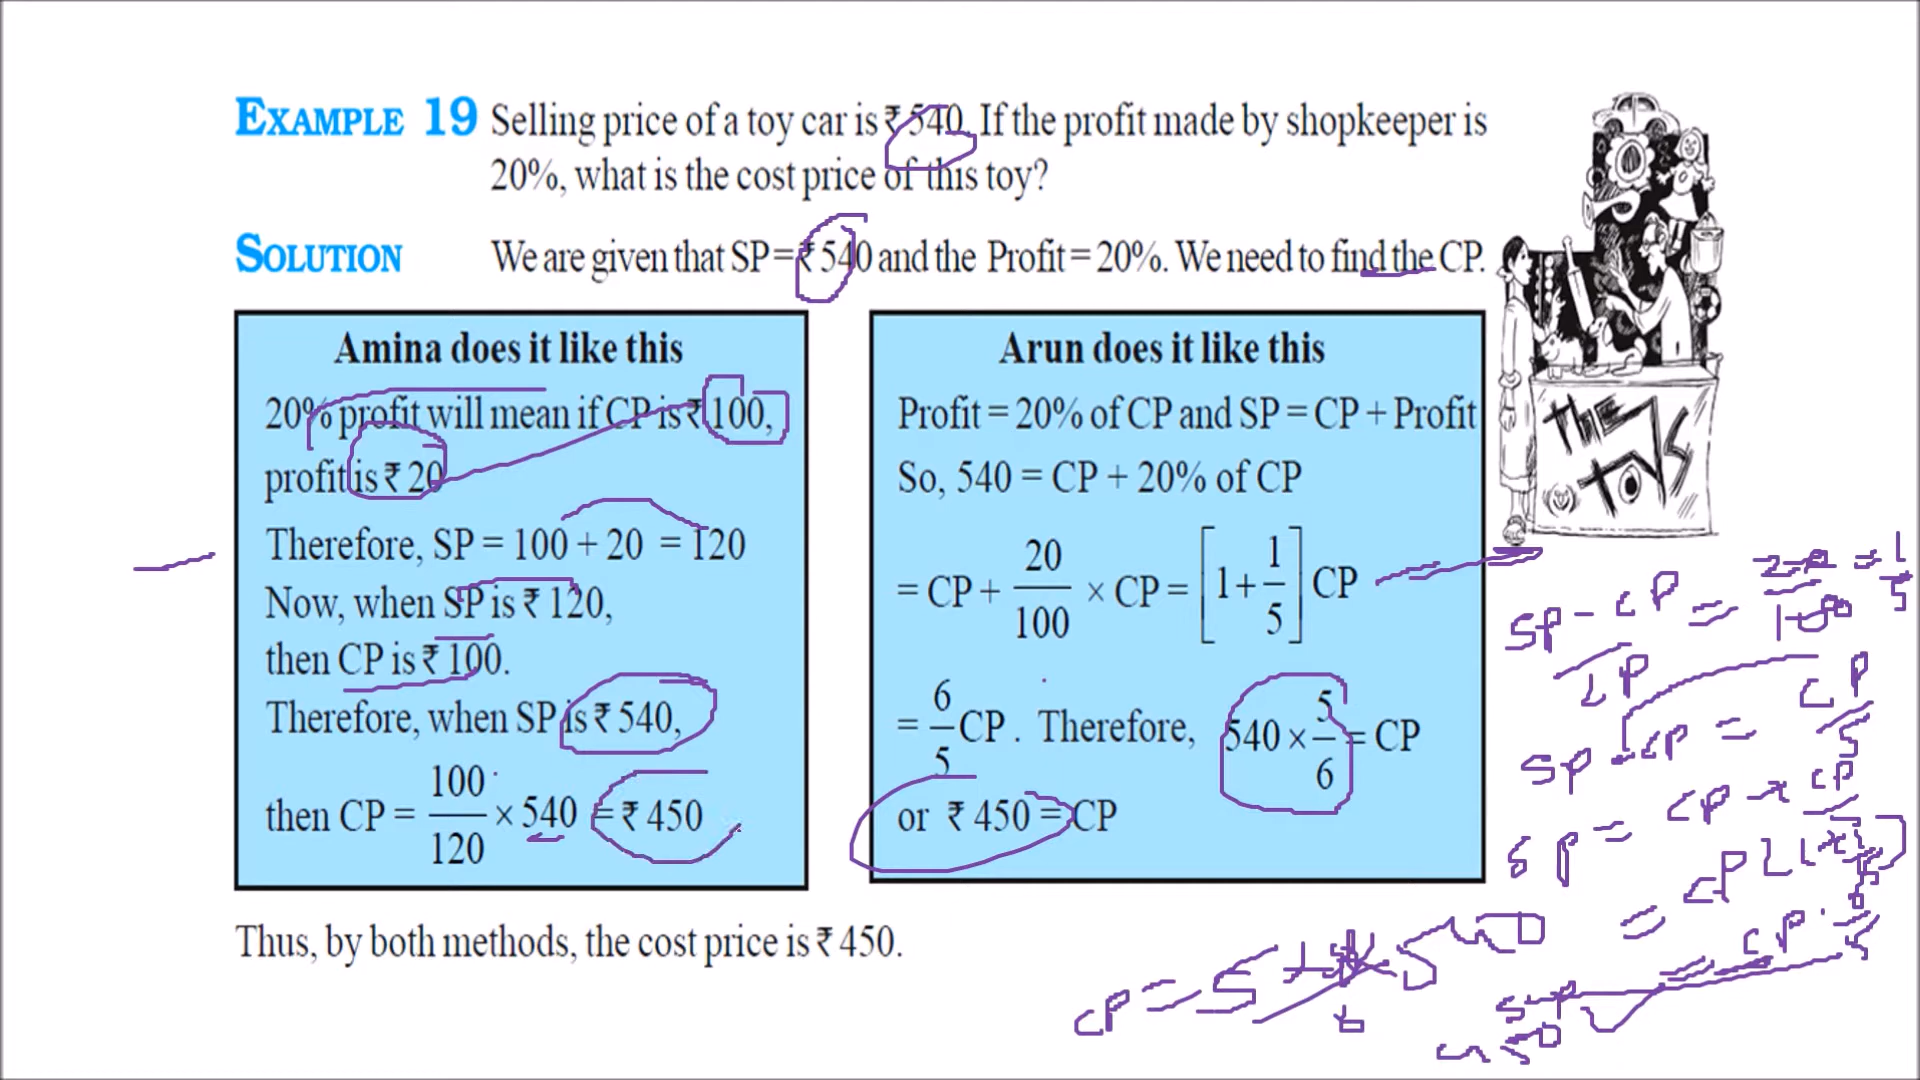 EXAMPLE 19 Selling price of a toy car is ₹ 540. If the profit made by shopkeeper is
20%, what is the cost price of this toy?
SOLUTION We are given that SP = ₹ 540 and the Profit = 20%. We need to find the CP.
Amina does it like this
20% profit will mean if CP is ₹ 100,
profit is ₹ 20
Therefore, SP = 100 + 20 = 120
Now, when SP is ₹ 120,
then CP is ₹ 100.
Therefore, when SP is ₹ 540,
then CP = 100/120 × 540 = ₹ 450
Arun does it like this
Profit = 20% of CP and SP = CP + Profit
So, 540 = CP + 20% of CP
= CP + 20/100 × CP = [1 + 1/5] CP
= 6/5 CP . Therefore, 540 × 5/6 = CP
or ₹ 450 = CP
THE TOYS
Thus, by both methods, the cost price is ₹ 450.
SP - CP =
SP - CP = CP/5
SP =